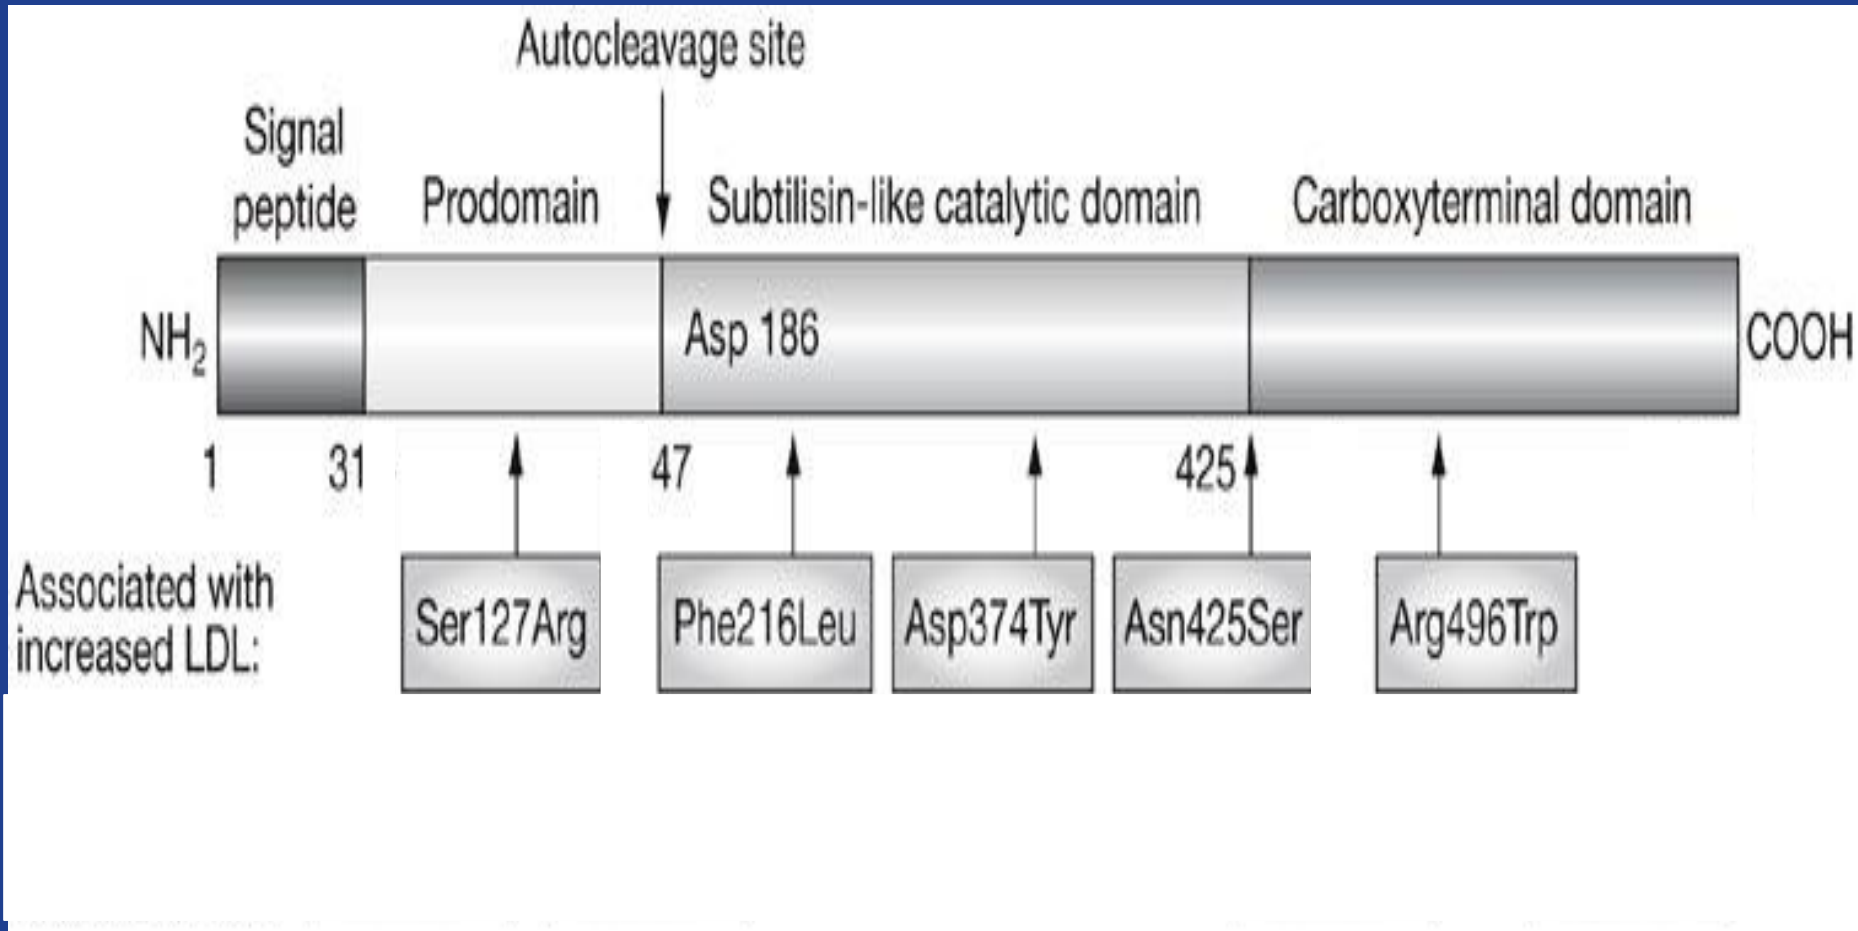 Autocleavage site
Signal
peptide
Prodomain
Subtilisin-like catalytic domain
Carboxyterminal domain
NH₂
Asp 186
COOH
1
31
47
425
Associated with
increased LDL:
Ser127Arg
Phe216Leu
Asp374Tyr
Asn425Ser
Arg496Trp